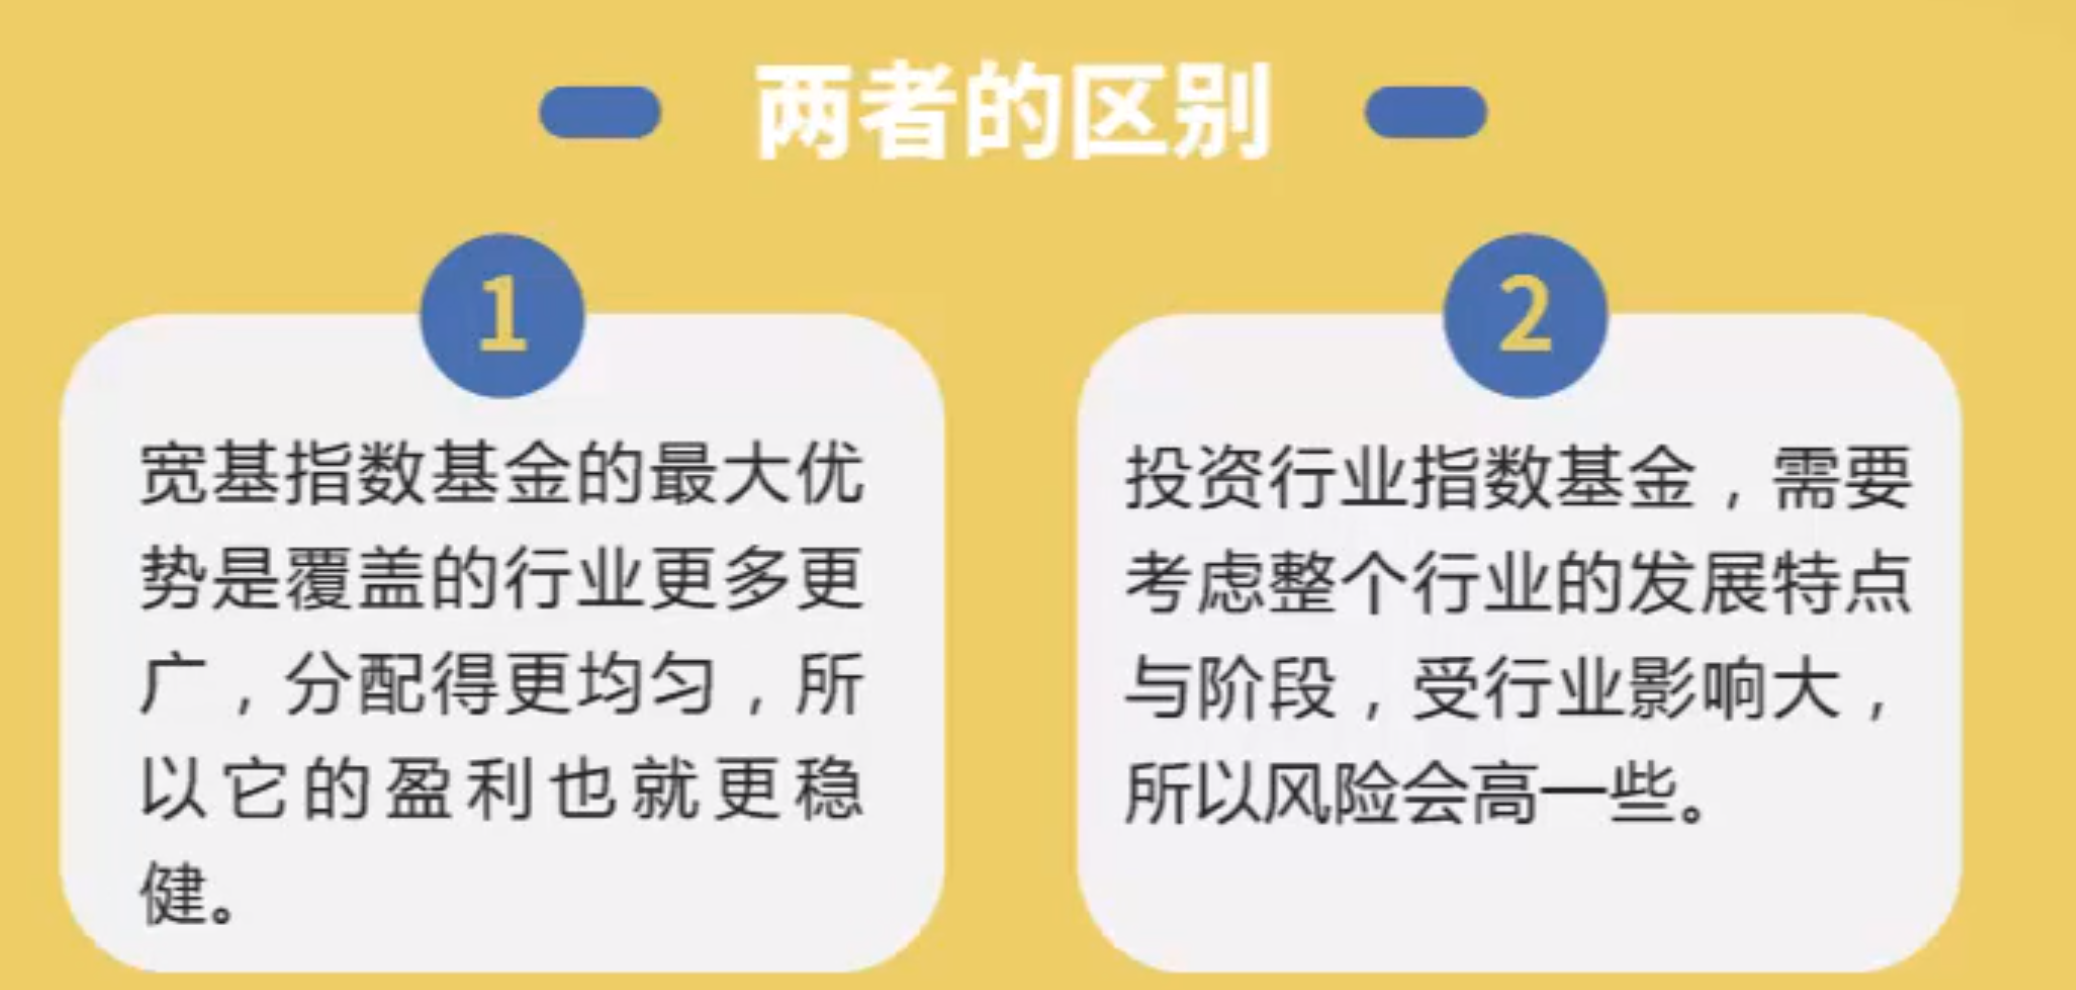 两者的区别
1
宽基指数基金的最大优
势是覆盖的行业更多更
广，分配得更均匀，所
以它的盈利也就更稳
健。
2
投资行业指数基金，需要
考虑整个行业的发展特点
与阶段，受行业影响大，
所以风险会高一些。